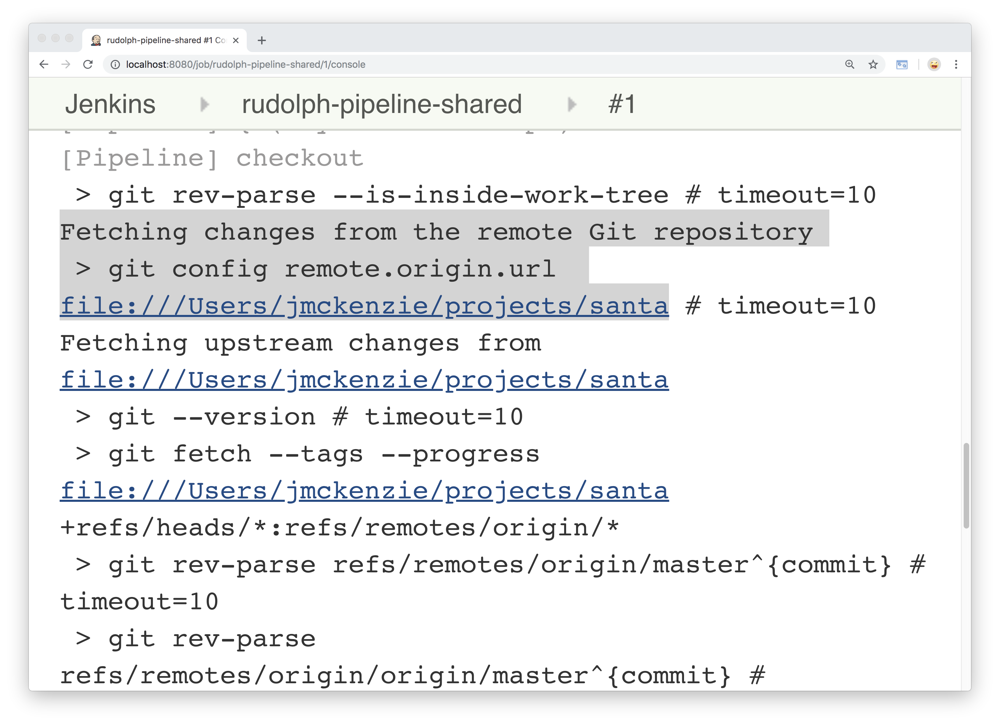 rudolph-pipeline-shared #1 Co
localhost:8080/job/rudolph-pipeline-shared/1/console
Jenkins rudolph-pipeline-shared #1
[Pipeline] checkout
> git rev-parse --is-inside-work-tree # timeout=10
Fetching changes from the remote Git repository
> git config remote.origin.url
file:///Users/jmckenzie/projects/santa # timeout=10
Fetching upstream changes from
file:///Users/jmckenzie/projects/santa
> git --version # timeout=10
> git fetch --tags --progress
file:///Users/jmckenzie/projects/santa
+refs/heads/*:refs/remotes/origin/*
> git rev-parse refs/remotes/origin/master^{commit} #
timeout=10
> git rev-parse
refs/remotes/origin/origin/master^{commit} #